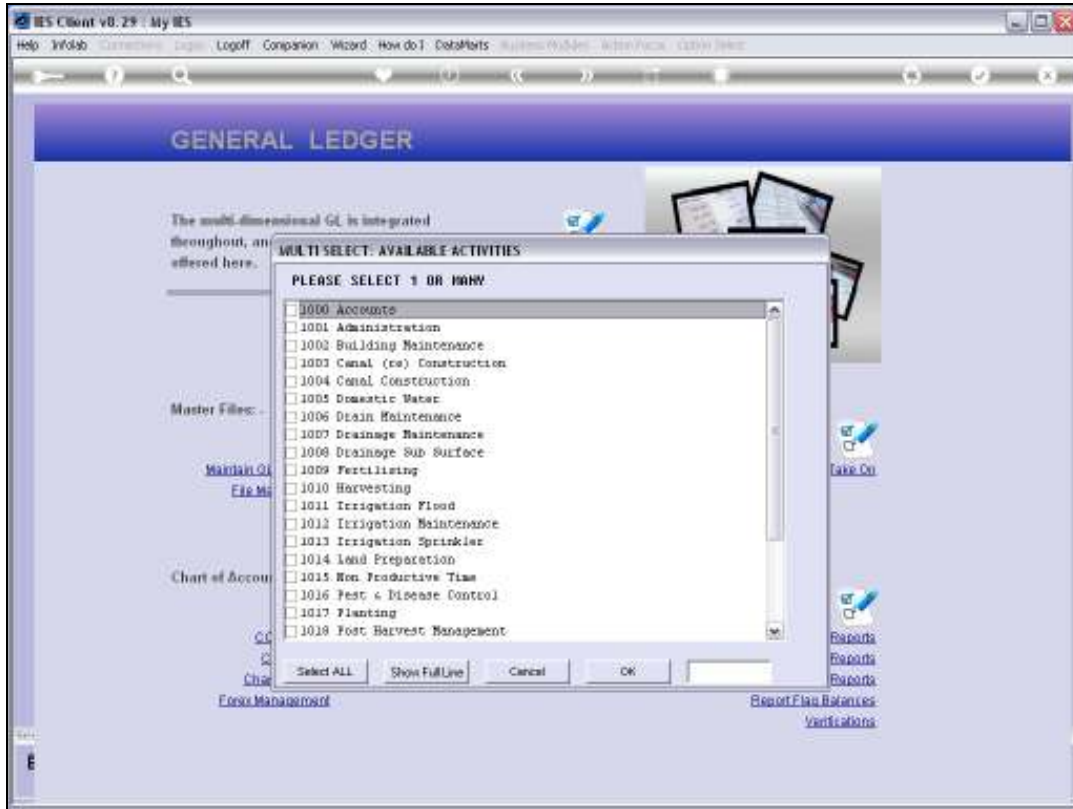 IES Client v8.29 : My IES
Help Infolab Logoff Companion Wizard How do I DataMarts
GENERAL LEDGER
The multi-dimensional GL is integrated
throughout, an
offered here.
MULTI SELECT: AVAILABLE ACTIVITIES
PLEASE SELECT 1 OR MANY
1000 Accounts
1001 Administration
1002 Building Maintenance
1003 Canal (re) Construction
1004 Canal Construction
1005 Domestic Water
1006 Drain Maintenance
1007 Drainage Maintenance
1008 Drainage Sub Surface
1009 Fertilising
1010 Harvesting
1011 Irrigation Flood
1012 Irrigation Maintenance
1013 Irrigation Sprinkler
1014 Land Preparation
1015 Non Productive Time
1016 Pest & Disease Control
1017 Planting
1018 Post Harvest Management
Select ALL Show Full Line Cancel OK
Master Files:
Maintain Gl Take On
File Ma
Chart of Accou
Reports
Reports
Cha Reports
Forex Management Report Flag Balances
Verifications